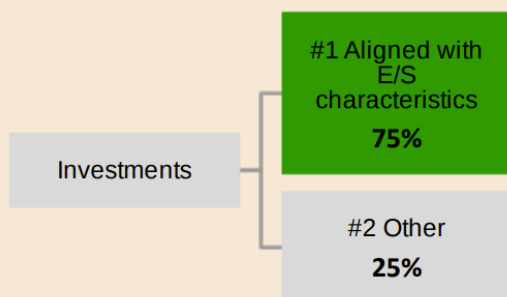 #1 Aligned with
E/S
characteristics
75%
Investments
#2 Other
25%